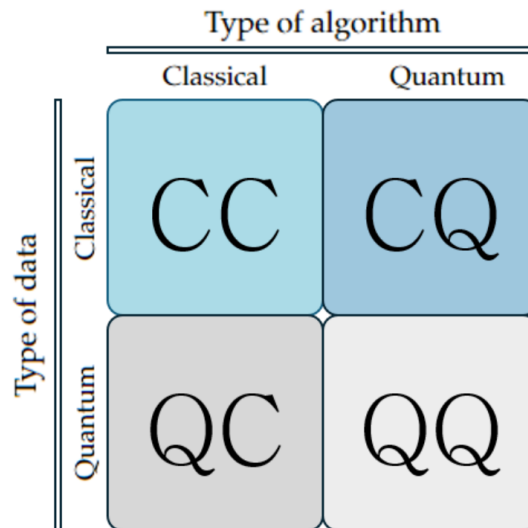 Type of algorithm
Classical Quantum
Type of data
Classical
CC CQ
Quantum
QC QQ